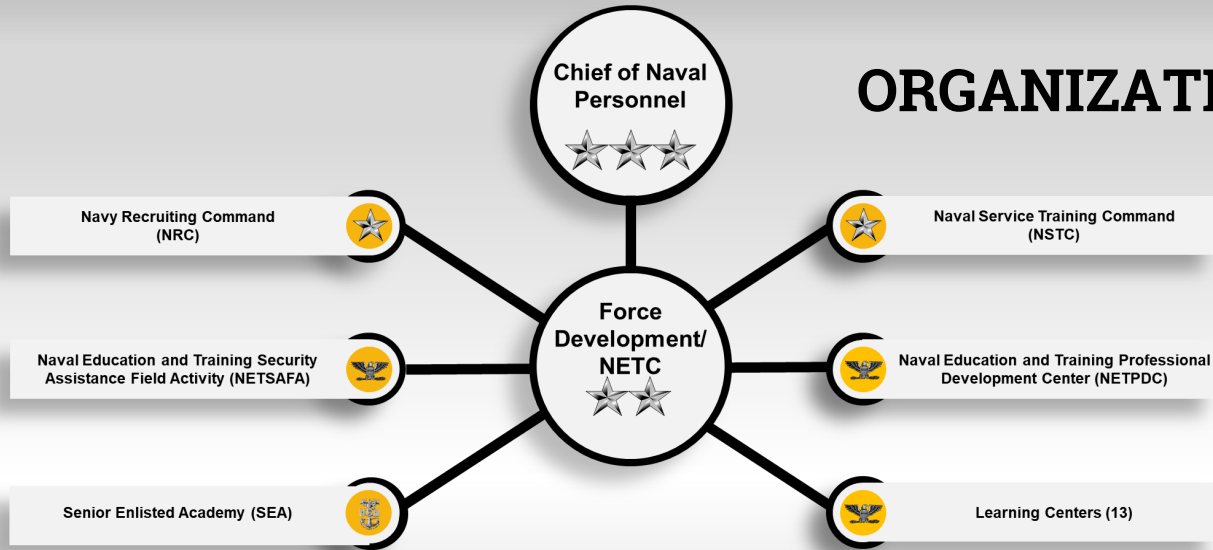 Chief of Naval
Personnel
ORGANIZATI
Navy Recruiting Command
(NRC)
Naval Service Training Command
(NSTC)
Force
Development/
NETC
Naval Education and Training Security
Assistance Field Activity (NETSAFA)
Naval Education and Training Professional
Development Center (NETPDC)
Senior Enlisted Academy (SEA)
Learning Centers (13)